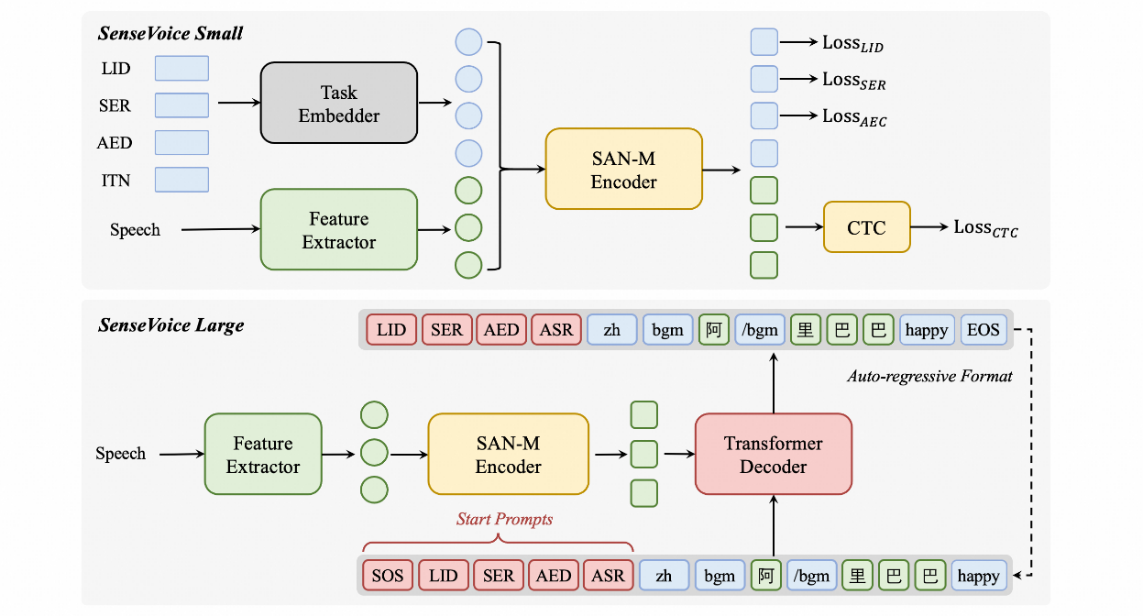 SenseVoice Small
LID
SER
AED
ITN
Speech
Task
Embedder
Feature
Extractor
SAN-M
Encoder
Loss_LID
Loss_SER
Loss_AEC
CTC
Loss_CTC
SenseVoice Large
LID SER AED ASR zh bgm 阿 /bgm 里 巴 巴 happy EOS
Auto-regressive Format
Speech
Feature
Extractor
SAN-M
Encoder
Transformer
Decoder
Start Prompts
SOS LID SER AED ASR zh bgm 阿 /bgm 里 巴 巴 happy